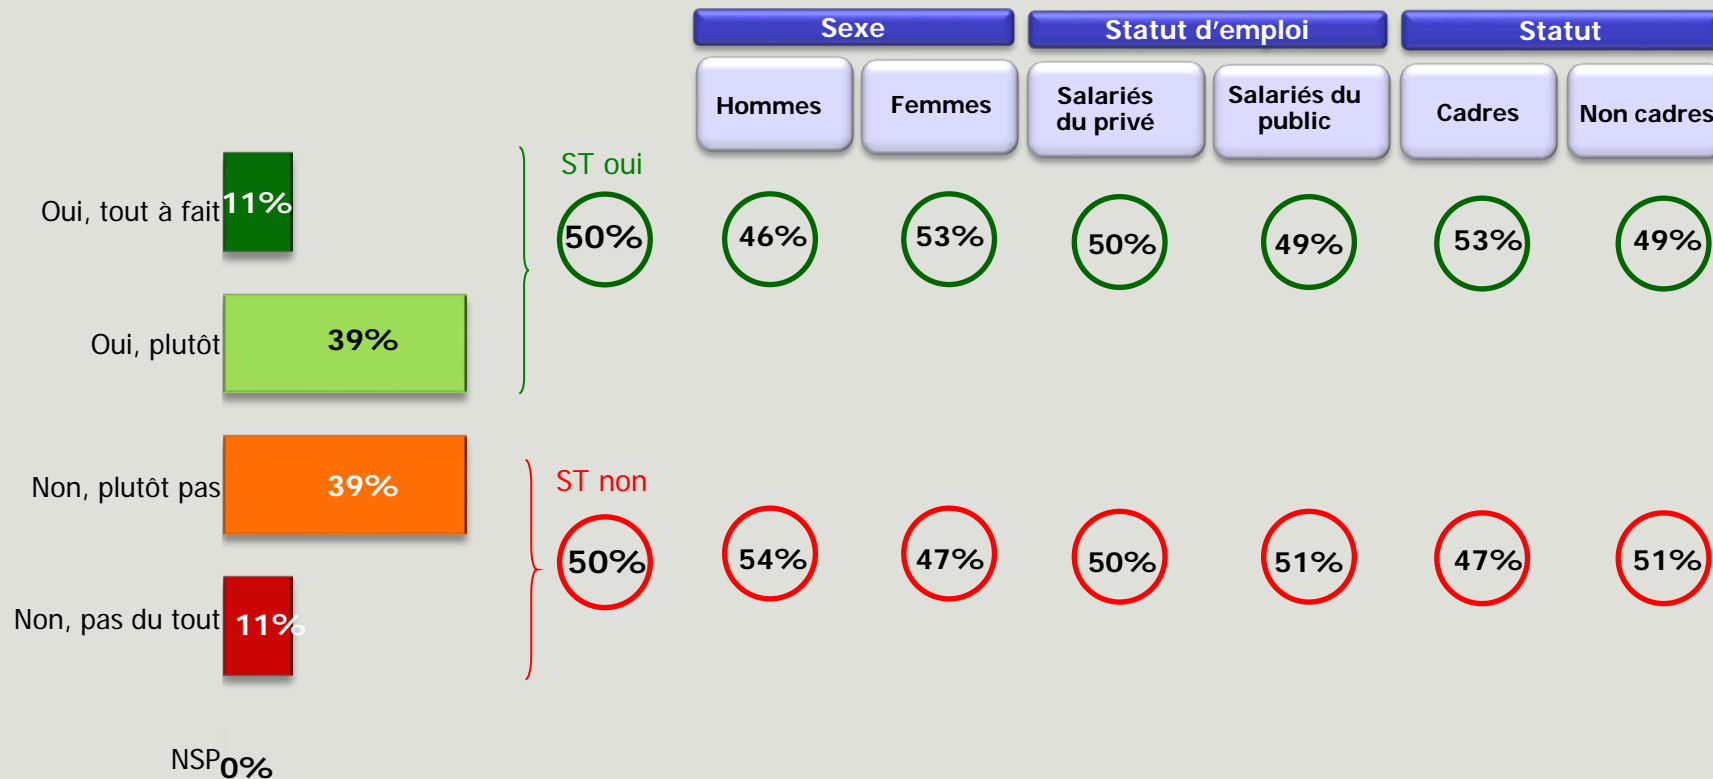 Sexe
Statut d'emploi
Statut
Hommes
Femmes
Salariés
du privé
Salariés du
public
Cadres
Non cadres
ST oui
Oui, tout à fait
11%
50%
46%
53%
50%
49%
53%
49%
Oui, plutôt
39%
Non, plutôt pas
39%
ST non
50%
54%
47%
50%
51%
47%
51%
Non, pas du tout
11%
NSP
0%